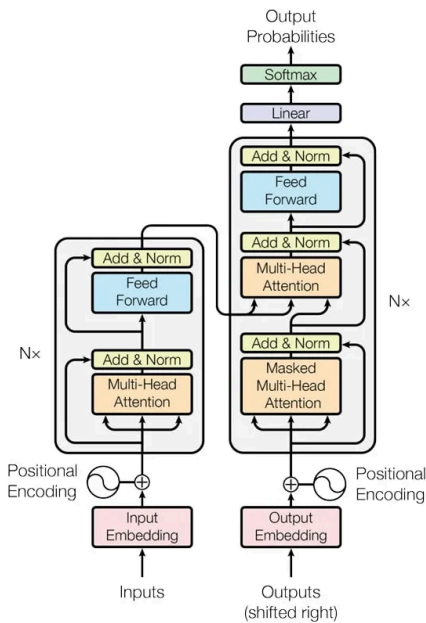 Output
Probabilities
Softmax
Linear
Add & Norm
Feed
Forward
Add & Norm
Multi-Head
Attention
Add & Norm
Masked
Multi-Head
Attention
N×
Add & Norm
Feed
Forward
Add & Norm
Multi-Head
Attention
N×
Positional
Encoding
Positional
Encoding
Input
Embedding
Output
Embedding
Inputs
Outputs
(shifted right)